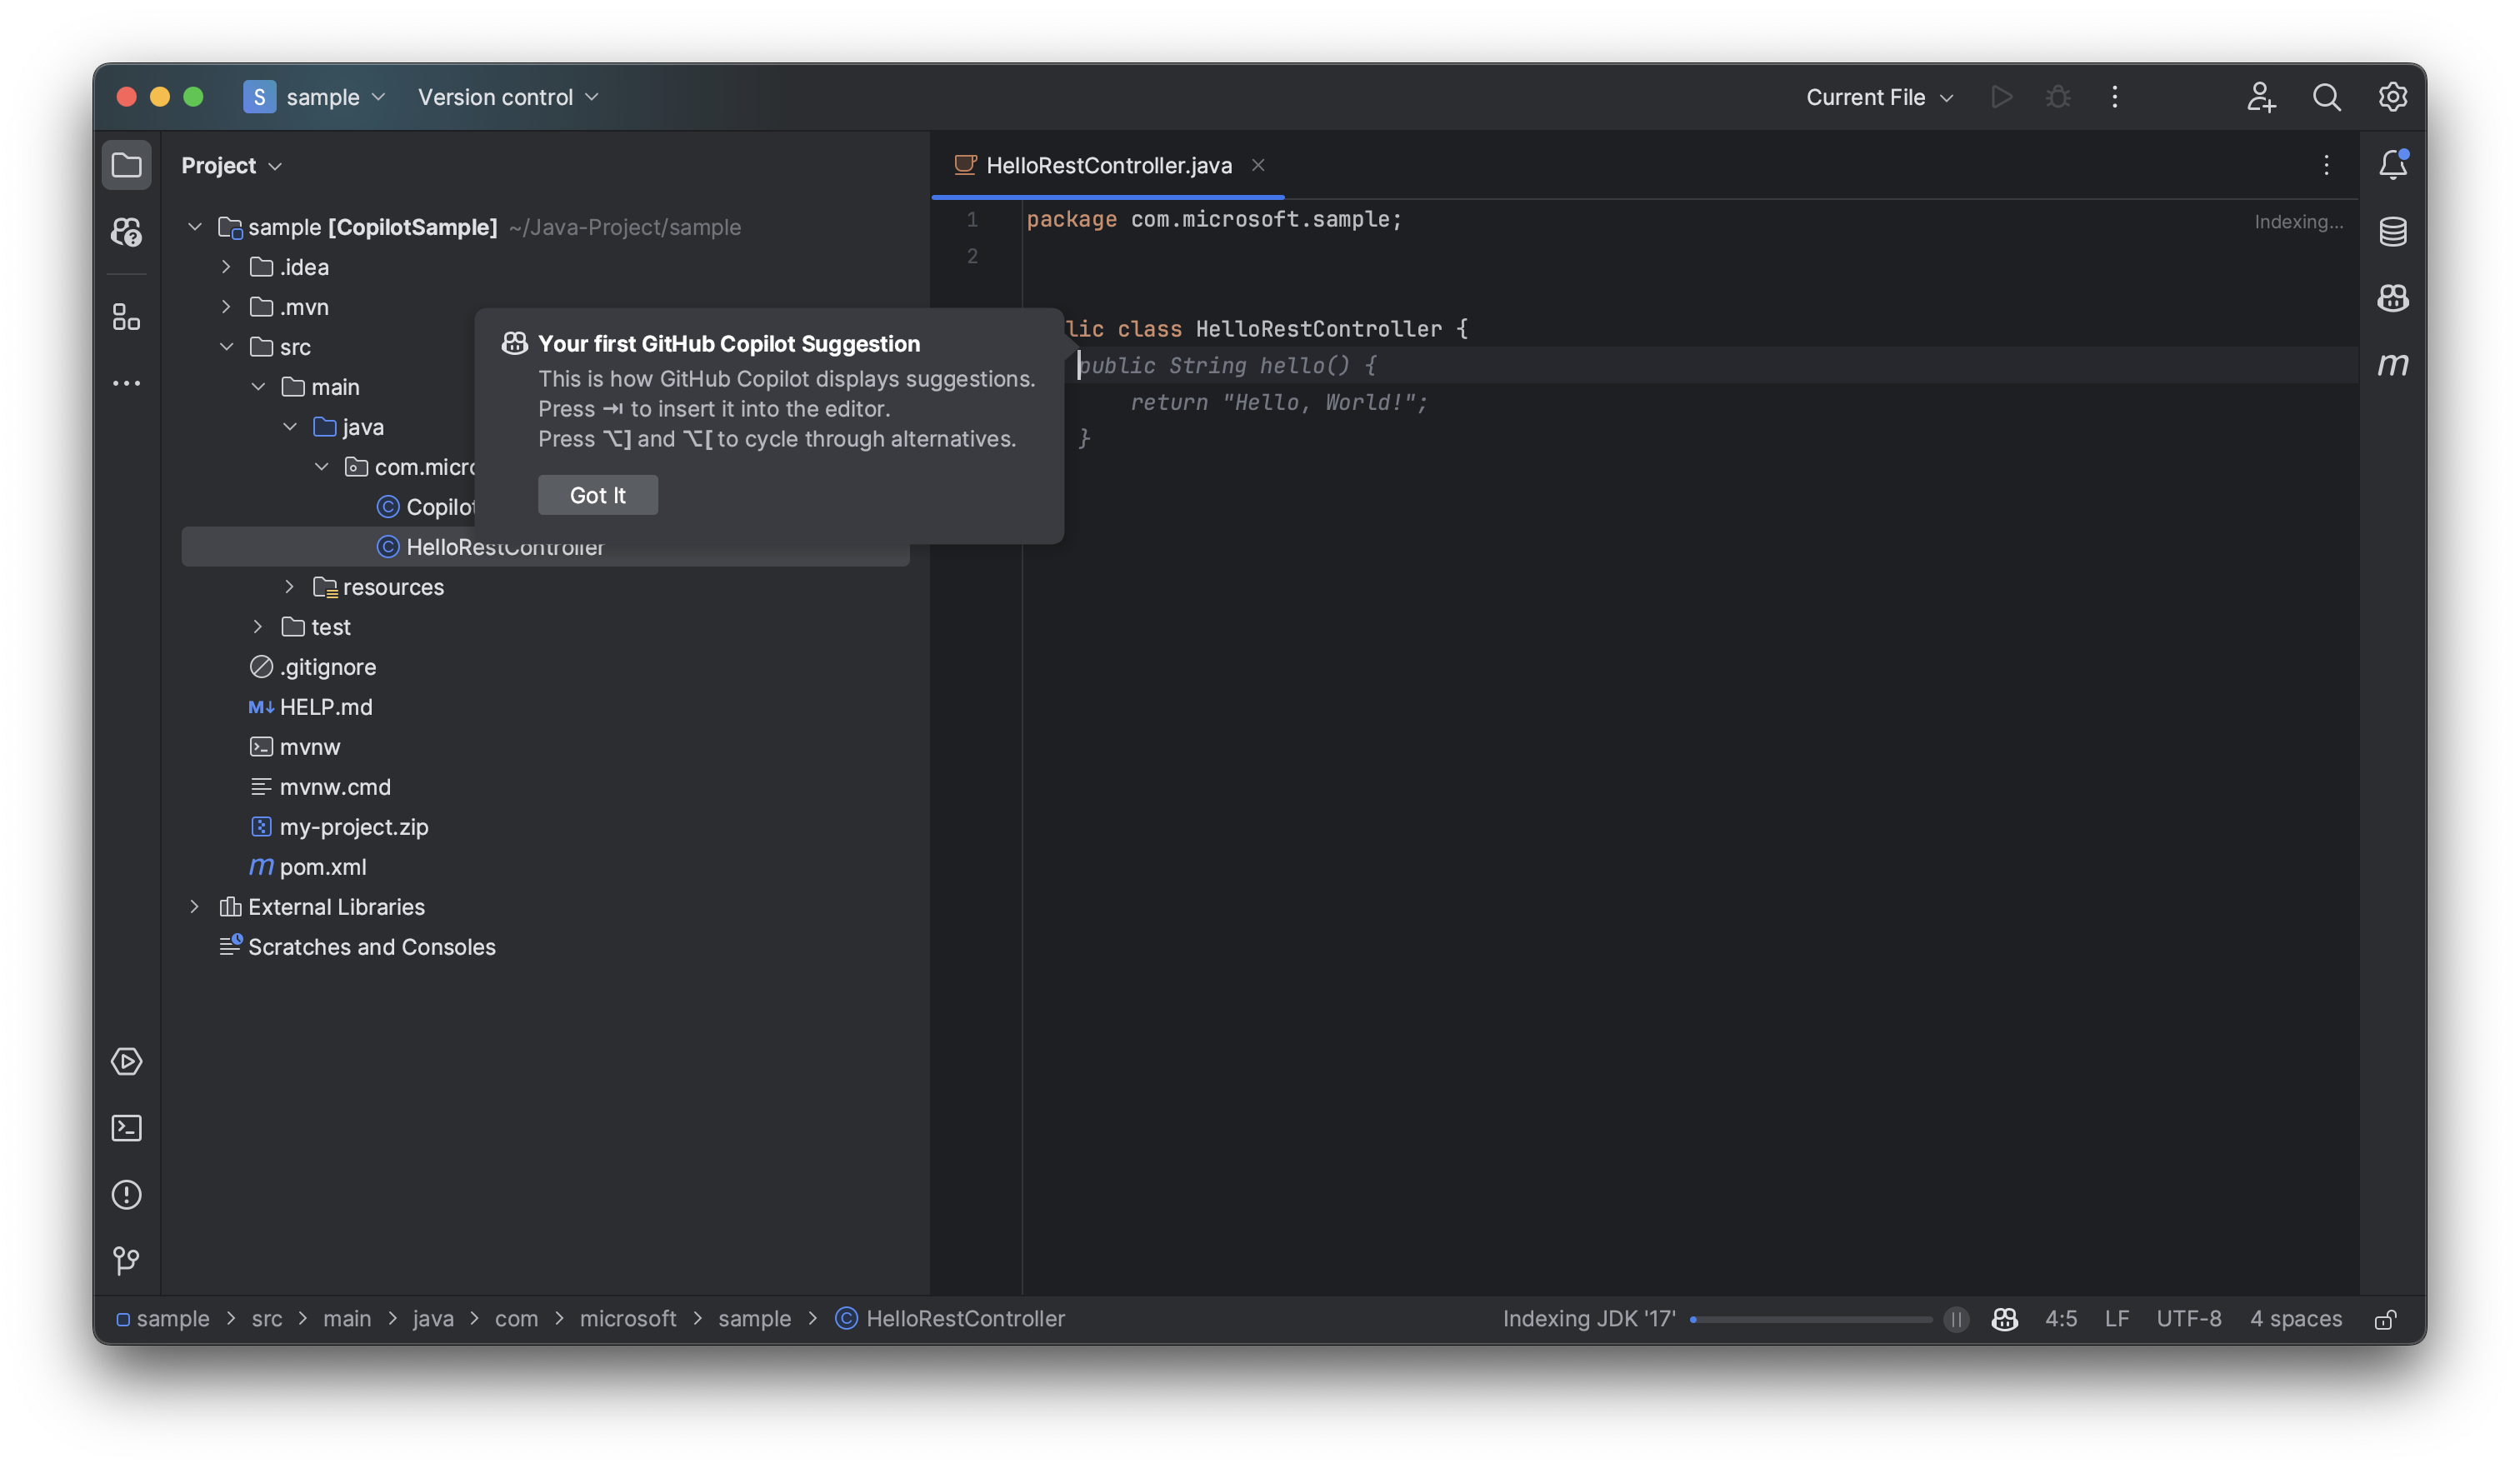 S sample Version control Current File
Project
HelloRestController.java
sample [CopilotSample] ~/Java-Project/sample
.idea
.mvn
src
main
java
com.micro
Copilot
HelloRestController
resources
test
.gitignore
M↓ HELP.md
mvnw
mvnw.cmd
my-project.zip
m pom.xml
External Libraries
Scratches and Consoles
Your first GitHub Copilot Suggestion
This is how GitHub Copilot displays suggestions.
Press ⇥ to insert it into the editor.
Press ⌥] and ⌥[ to cycle through alternatives.
Got It
1 package com.microsoft.sample;
Indexing...
2
lic class HelloRestController {
public String hello() {
return "Hello, World!";
}
m
sample > src > main > java > com > microsoft > sample > HelloRestController
Indexing JDK '17' 4:5 LF UTF-8 4 spaces